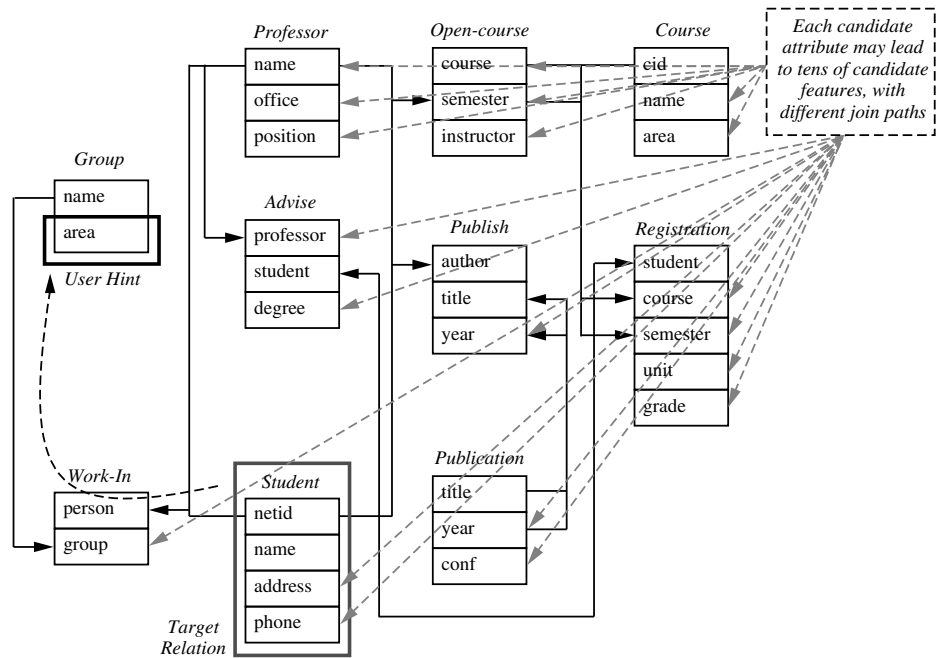 Professor
name
office
position
Open-course
course
semester
instructor
Course
cid
name
area
Each candidate
attribute may lead
to tens of candidate
features, with
different join paths
Group
name
area
User Hint
Advise
professor
student
degree
Publish
author
title
year
Registration
student
course
semester
unit
grade
Work-In
person
group
Student
netid
name
address
phone
Target
Relation
Publication
title
year
conf